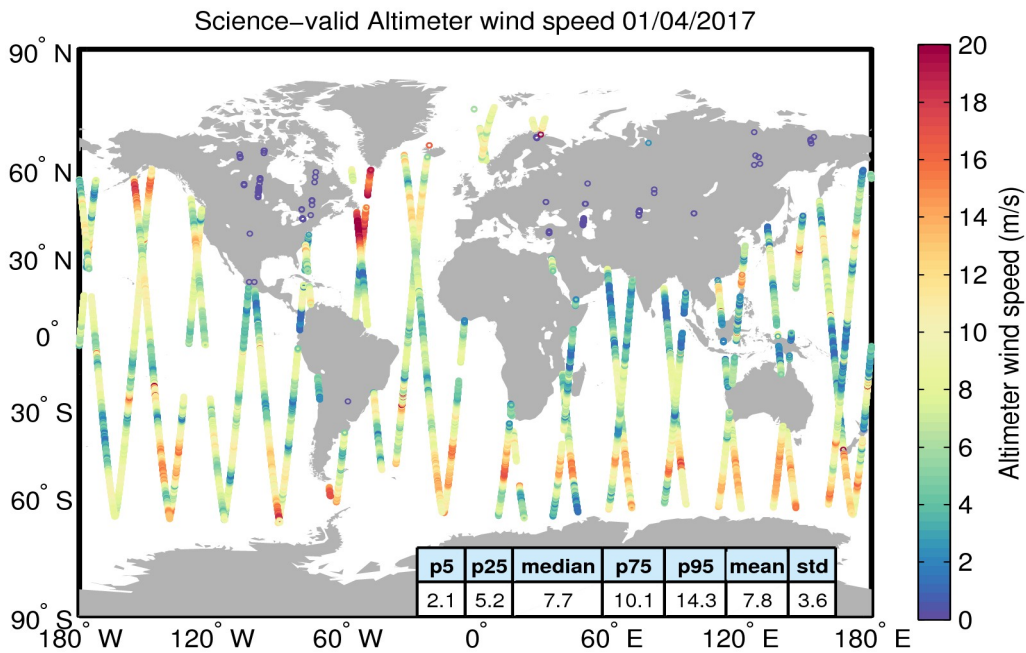 Science-valid Altimeter wind speed 01/04/2017
90° N
60° N
30° N
0°
30° S
60° S
90° S
180° W
120° W
60° W
0°
60° E
120° E
180° E
p5 p25 median p75 p95 mean std
2.1 5.2 7.7 10.1 14.3 7.8 3.6
20
18
16
14
12
10
8
6
4
2
0
Altimeter wind speed (m/s)